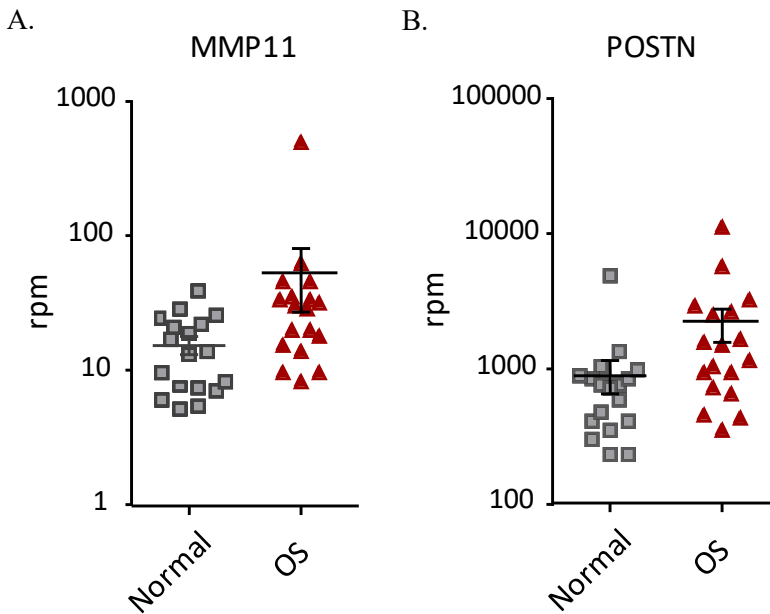 A.
MMP11
1000
100
10
1
rpm
Normal
OS
B.
POSTN
100000
10000
1000
100
rpm
Normal
OS